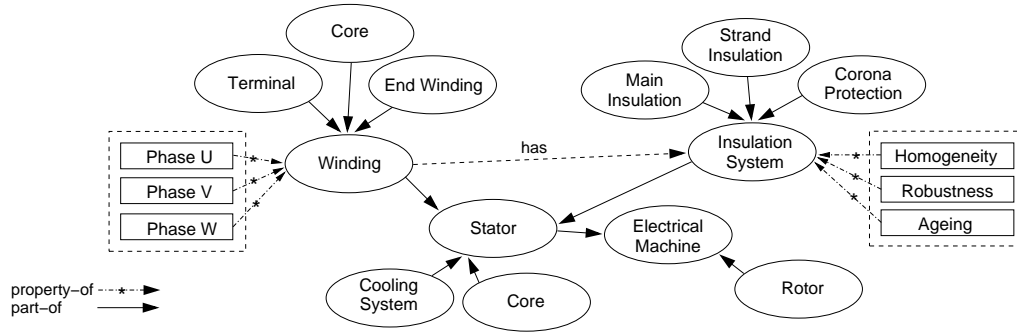 Core
Strand
Insulation
Terminal
End Winding
Main
Insulation
Corona
Protection
Phase U
Phase V
Phase W
Winding
has
Insulation
System
Homogeneity
Robustness
Ageing
Stator
Electrical
Machine
Cooling
System
Core
Rotor
property-of
part-of